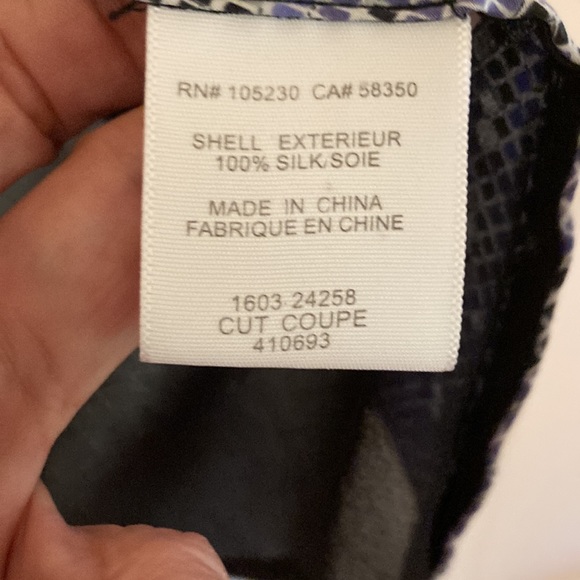 RN# 105230 CA# 58350
SHELL EXTERIEUR
100% SILK/SOIE
MADE IN CHINA
FABRIQUE EN CHINE
1603 24258
CUT COUPE
410693